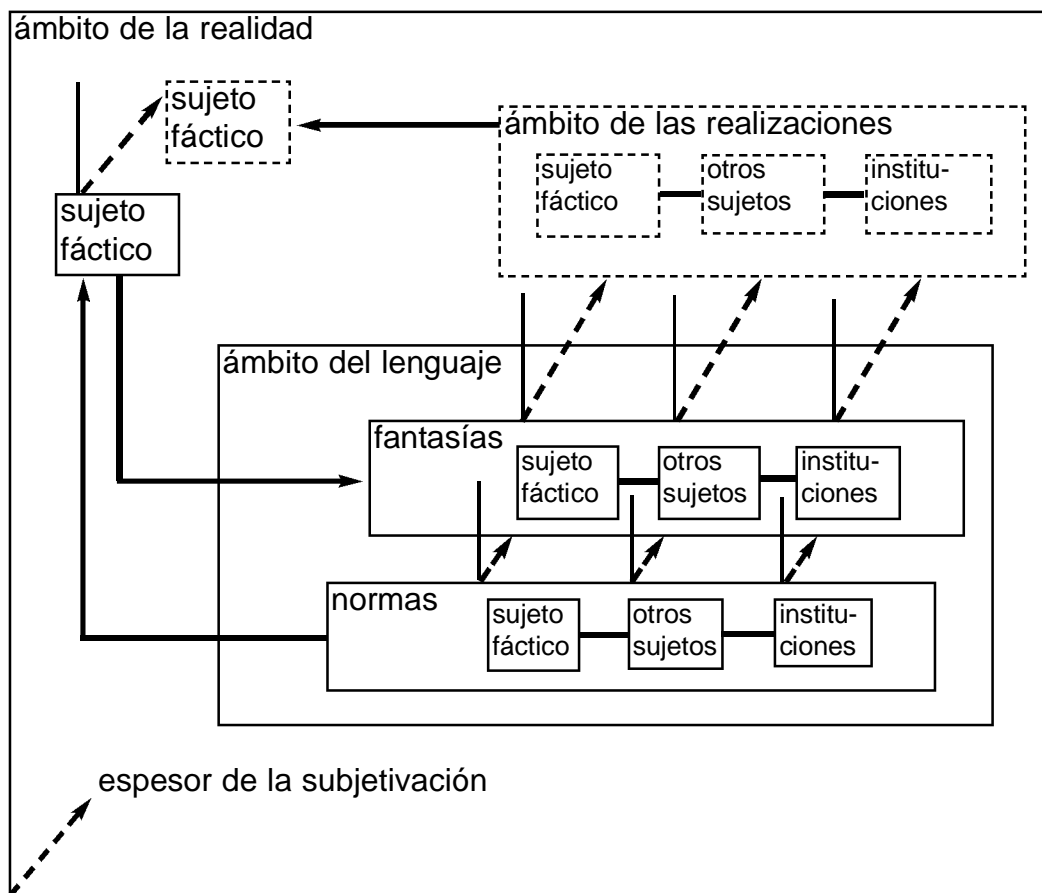 ámbito de la realidad
sujeto
fáctico
ámbito de las realizaciones
sujeto
fáctico
otros
sujetos
institu-
ciones
sujeto
fáctico
ámbito del lenguaje
fantasías
sujeto
fáctico
otros
sujetos
institu-
ciones
normas
sujeto
fáctico
otros
sujetos
institu-
ciones
espesor de la subjetivación